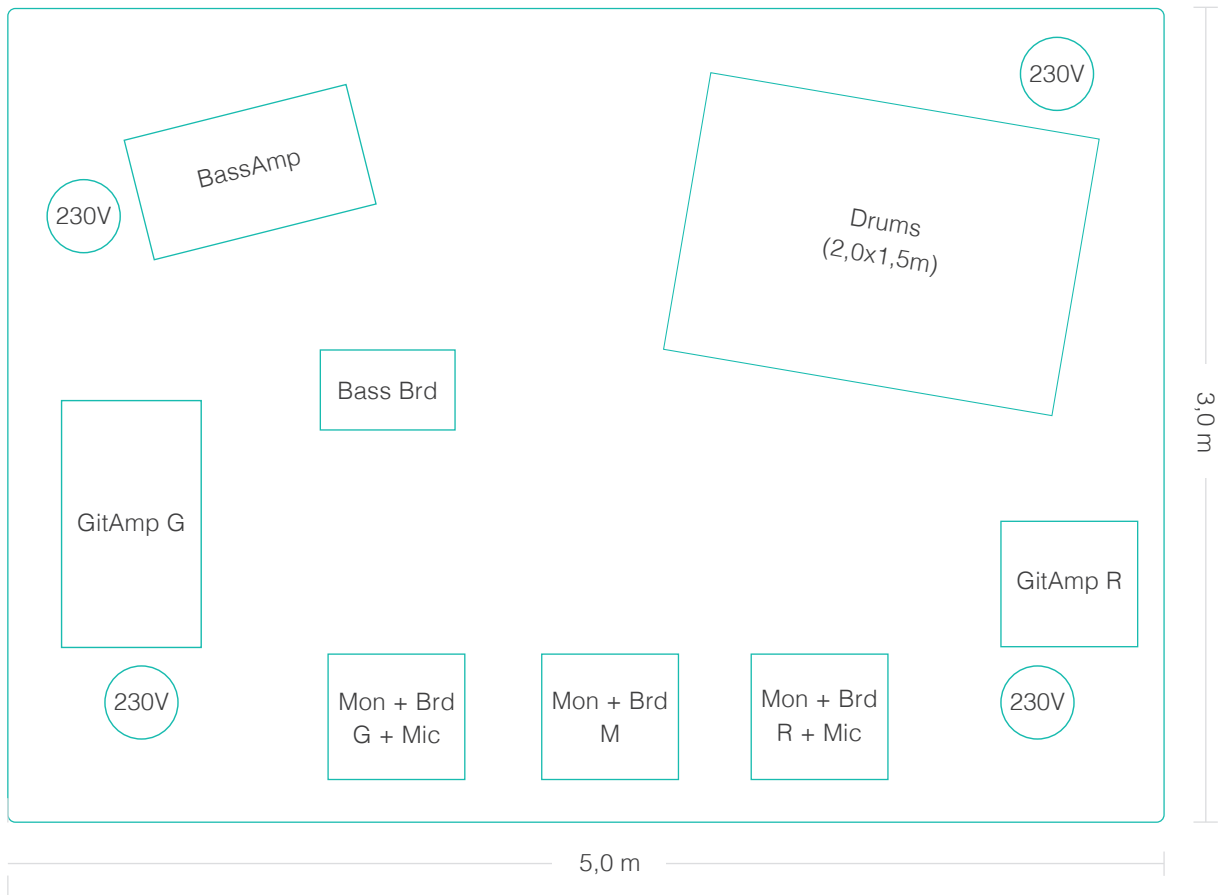 230V
BassAmp
230V
Drums
(2,0x1,5m)
Bass Brd
3,0 m
GitAmp G
GitAmp R
230V
Mon + Brd
G + Mic
Mon + Brd
M
Mon + Brd
R + Mic
230V
5,0 m